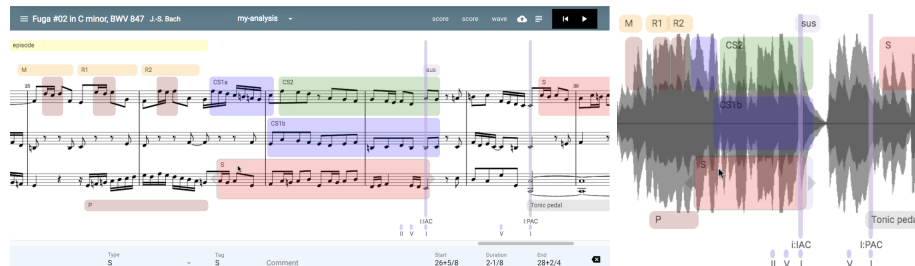 Fuga #02 in C minor, BWV 847 J.-S. Bach my-analysis score score wave
episode
M R1 R2 sus
CS1a CS2 S
25 30
CS1b
S
P Tonic pedal
I:IAC I:PAC
II V I V I
Type Tag Start Duration End
S S Comment 26+5/8 2-1/8 28+2/4
M R1 R2 sus
CS2 S
CS1b
S
P Tonic peda
i:IAC I:PAC
II V I V I